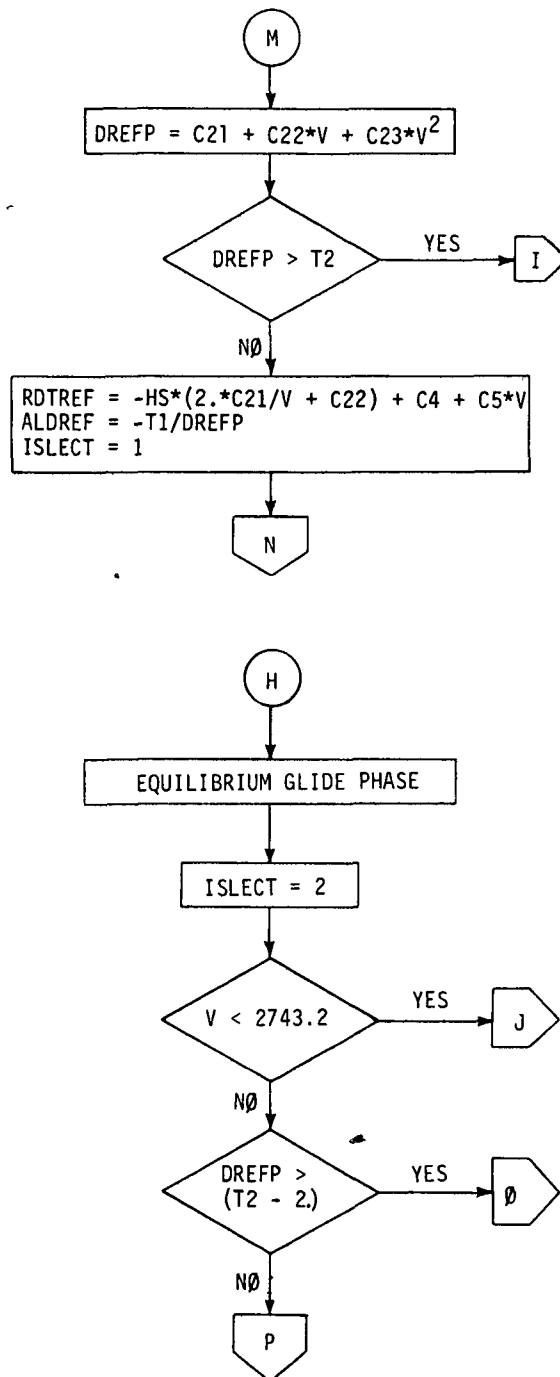 M
DREFP = C21 + C22*V + C23*V²
DREFP > T2
YES
I
NØ
RDTREF = -HS*(2.*C21/V + C22) + C4 + C5*V
ALDREF = -T1/DREFP
ISLECT = 1
N
H
EQUILIBRIUM GLIDE PHASE
ISLECT = 2
V < 2743.2
YES
J
NØ
DREFP >
(T2 - 2.)
YES
Ø
NØ
P